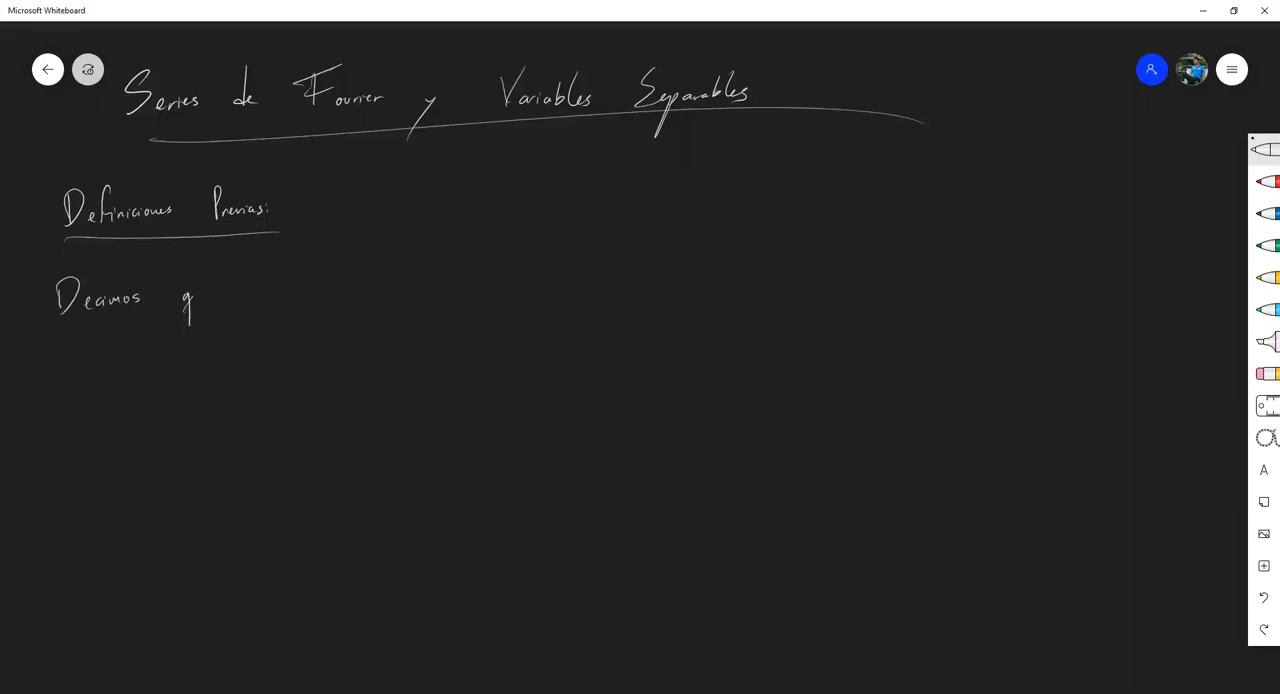 Microsoft Whiteboard
Series de Fourier y Variables Separables
Definiciones Previas:
Decimos q
A